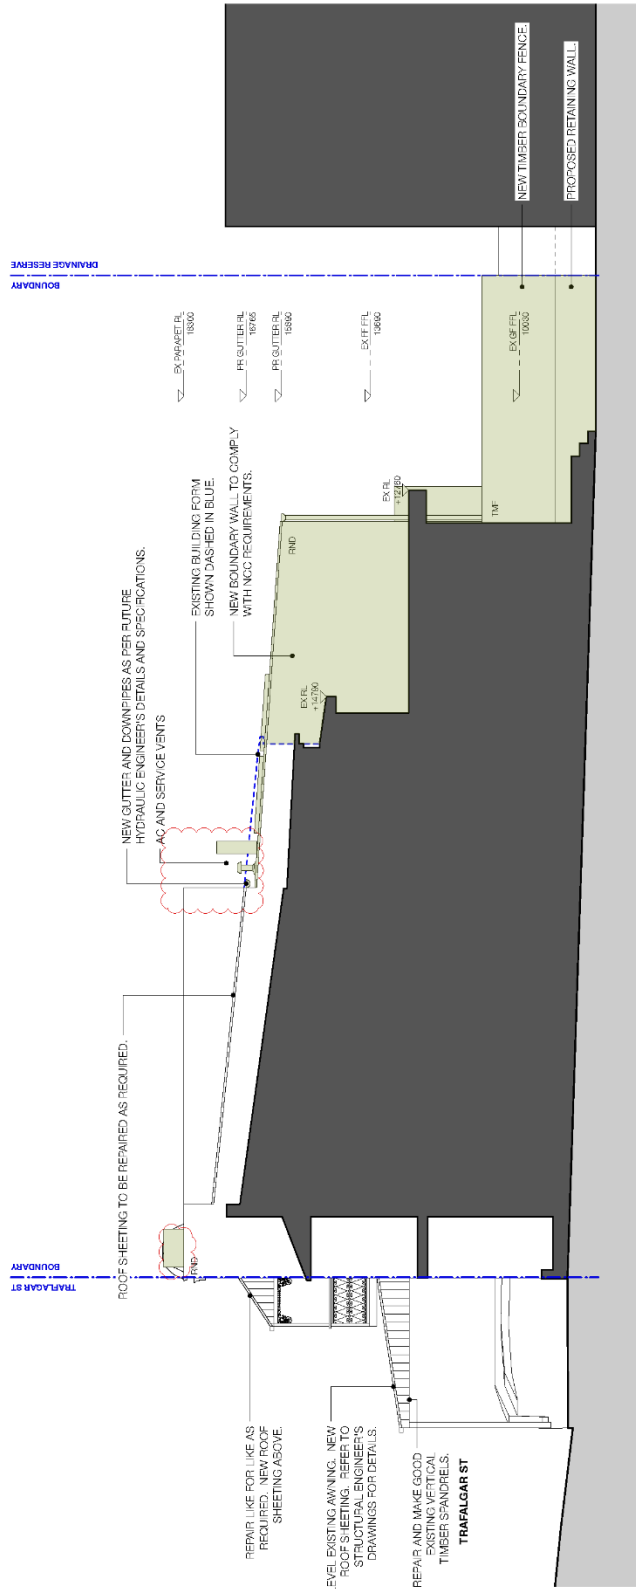 REPAIR LIKE FOR LIKE AS
REQUIRED. NEW ROOF
SHEETING ABOVE.
LEVEL EXISTING AWNING. NEW
ROOF SHEETING. REFER TO
STRUCTURAL ENGINEER'S
DRAWINGS FOR DETAILS.
REPAIR AND MAKE GOOD
EXISTING VERTICAL
TIMBER SPANDRELS.
TRAFALGAR ST
TRAFLAGAR ST
BOUNDARY
RND
ROOF SHEETING TO BE REPAIRED AS REQUIRED.
NEW GUTTER AND DOWNPIPES AS PER FUTURE
HYDRAULIC ENGINEER'S DETAILS AND SPECIFICATIONS.
AC AND SERVICE VENTS
EXISTING BUILDING FORM
SHOWN DASHED IN BLUE.
NEW BOUNDARY WALL TO COMPLY
WITH NCC REQUIREMENTS.
EX RL
+14790
RND
EX RL
+12480
TMF
EX PARAPET RL
18300
PR GUTTER RL
16765
PR GUTTER RL
15890
EX FF FFL
13690
EX GF FFL
10030
BOUNDARY
DRAINAGE RESERVE
NEW TIMBER BOUNDARY FENCE.
PROPOSED RETAINING WALL.